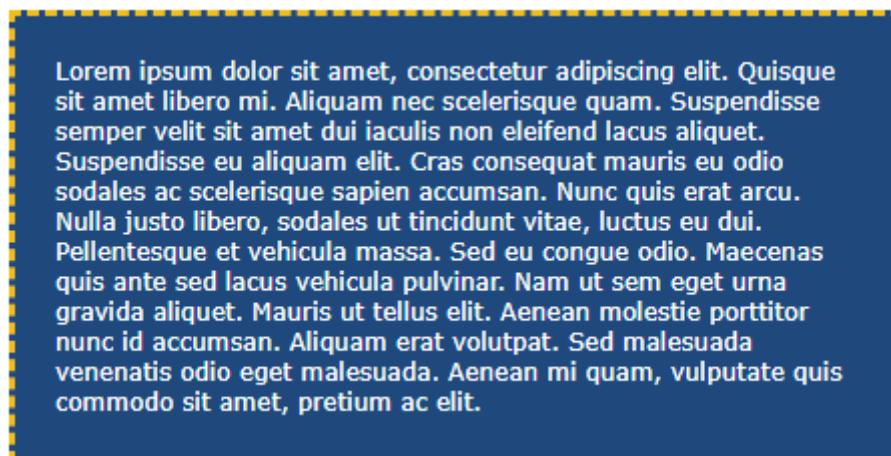 Lorem ipsum dolor sit amet, consectetur adipiscing elit. Quisque
sit amet libero mi. Aliquam nec scelerisque quam. Suspendisse
semper velit sit amet dui iaculis non eleifend lacus aliquet.
Suspendisse eu aliquam elit. Cras consequat mauris eu odio
sodales ac scelerisque sapien accumsan. Nunc quis erat arcu.
Nulla justo libero, sodales ut tincidunt vitae, luctus eu dui.
Pellentesque et vehicula massa. Sed eu congue odio. Maecenas
quis ante sed lacus vehicula pulvinar. Nam ut sem eget urna
gravida aliquet. Mauris ut tellus elit. Aenean molestie porttitor
nunc id accumsan. Aliquam erat volutpat. Sed malesuada
venenatis odio eget malesuada. Aenean mi quam, vulputate quis
commodo sit amet, pretium ac elit.